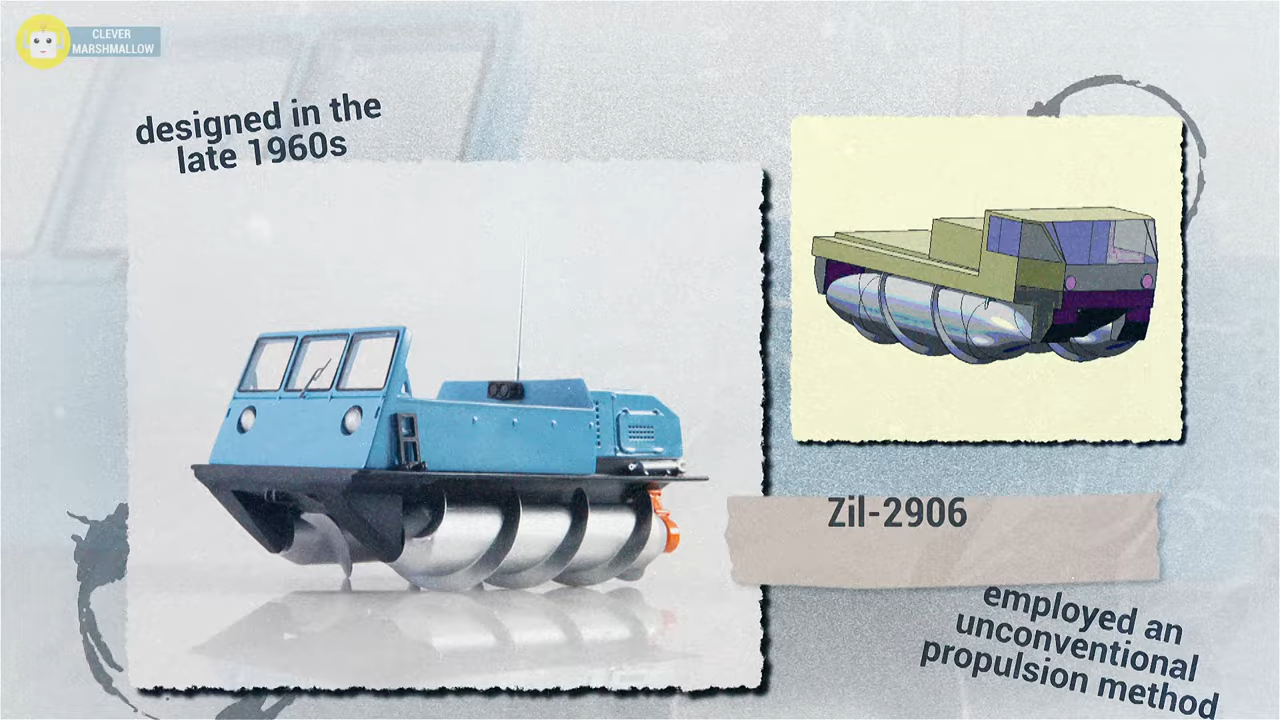 CLEVER
MARSHMALLOW
designed in the
late 1960s
Zil-2906
employed an
unconventional
propulsion method